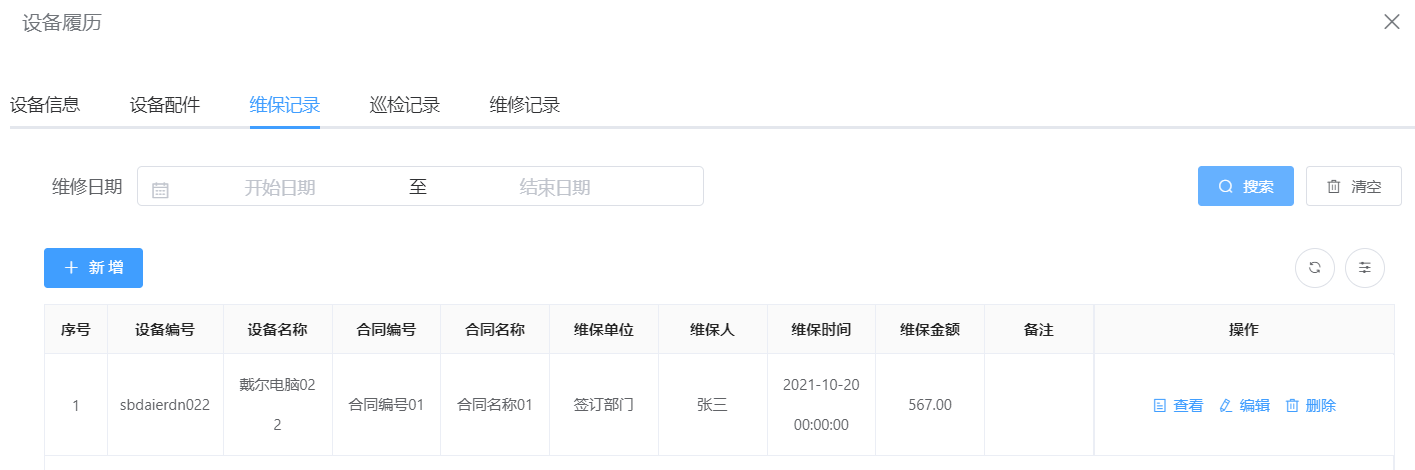 设备履历
设备信息 设备配件 维保记录 巡检记录 维修记录
维修日期 开始日期 至 结束日期 搜索 清空
新增
序号 设备编号 设备名称 合同编号 合同名称 维保单位 维保人 维保时间 维保金额 备注 操作
1 sbdaierdn022 戴尔电脑02 合同编号01 合同名称01 签订部门 张三 2021-10-20 567.00 查看 编辑 删除
2 00:00:00